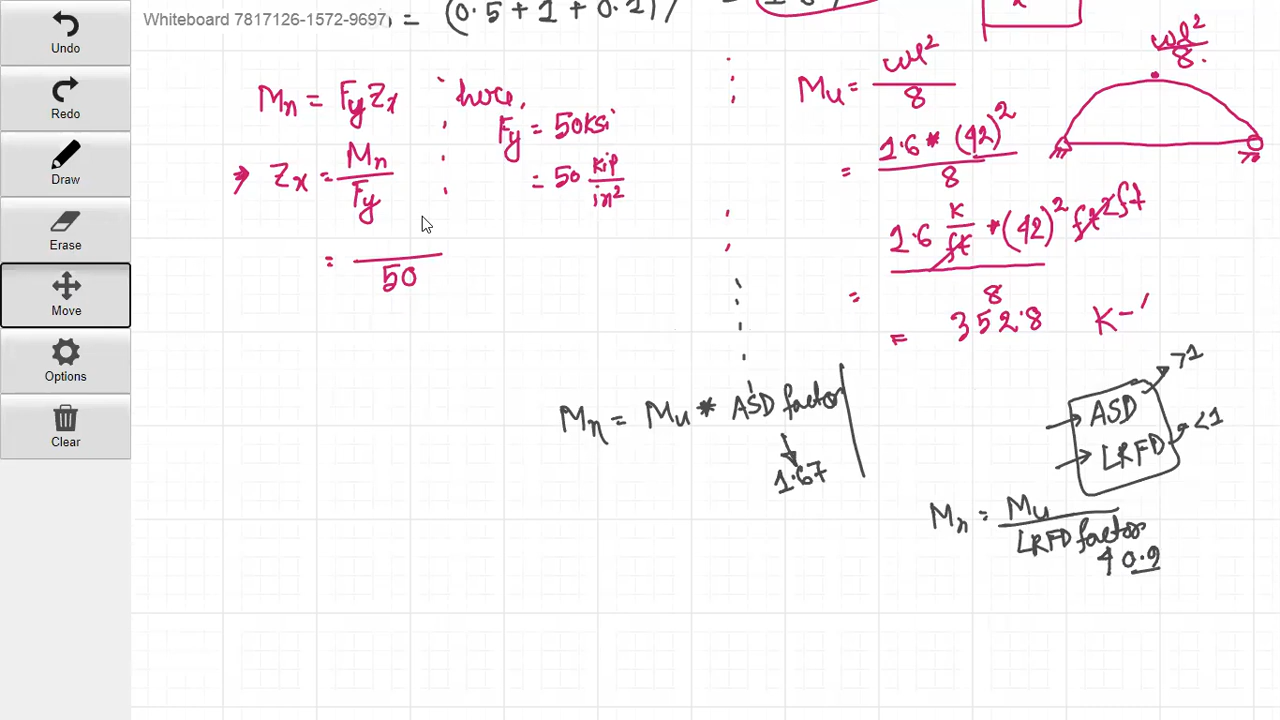 Whiteboard 7817126-1572-9697
= (0.5 + 1 + 0.1)
Undo
Redo
Draw
Erase
Move
Options
Clear
Mn = Fy Zx
⇒ Zx = Mn / Fy
= / 50
here,
Fy = 50ksi
= 50 kip / in²
Mu = wl² / 8
= 1.6 * (42)² / 8
= 1.6 K/ft * (42)² ft² ft / 8
= 352.8 K-'
wl² / 8.
Mn = Mu * ASD factor
1.67
ASD >1
LRFD <1
Mn = Mu / LRFD factor
0.9